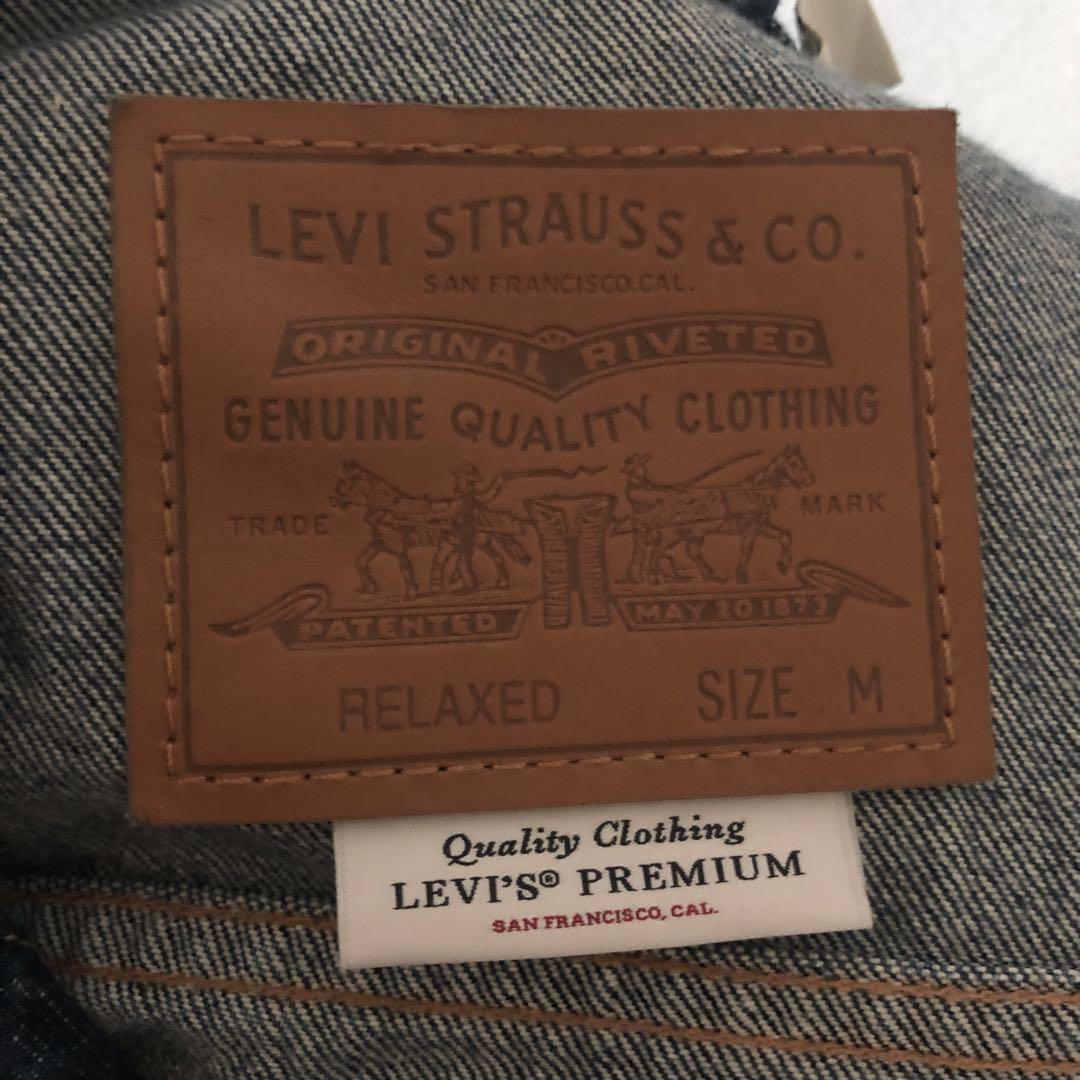 LEVI STRAUSS & CO.
SAN FRANCISCO, CAL.
ORIGINAL RIVETED
GENUINE QUALITY CLOTHING
TRADE MARK
PATENTED MAY 20 1873
RELAXED SIZE M
Quality Clothing
LEVI'S® PREMIUM
SAN FRANCISCO, CAL.